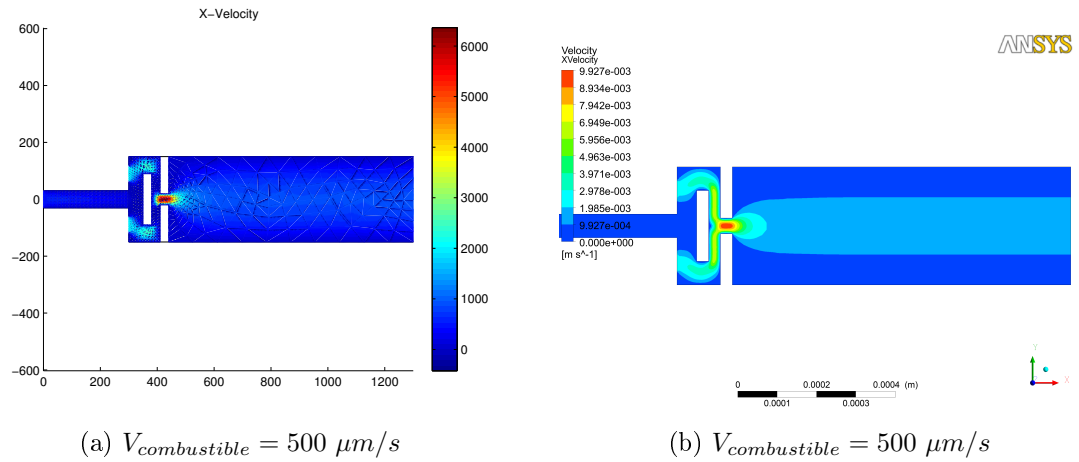 X−Velocity
600
400
200
0
−200
−400
−600
0
200
400
600
800
1000
1200
6000
5000
4000
3000
2000
1000
0
Velocity
XVelocity
9.927e-003
8.934e-003
7.942e-003
6.949e-003
5.956e-003
4.963e-003
3.971e-003
2.978e-003
1.985e-003
9.927e-004
0.000e+000
[m s^-1]
ANSYS
0 0.0002 0.0004 (m)
0.0001 0.0003
Y
X
(a) V_combustible = 500 μm/s
(b) V_combustible = 500 μm/s